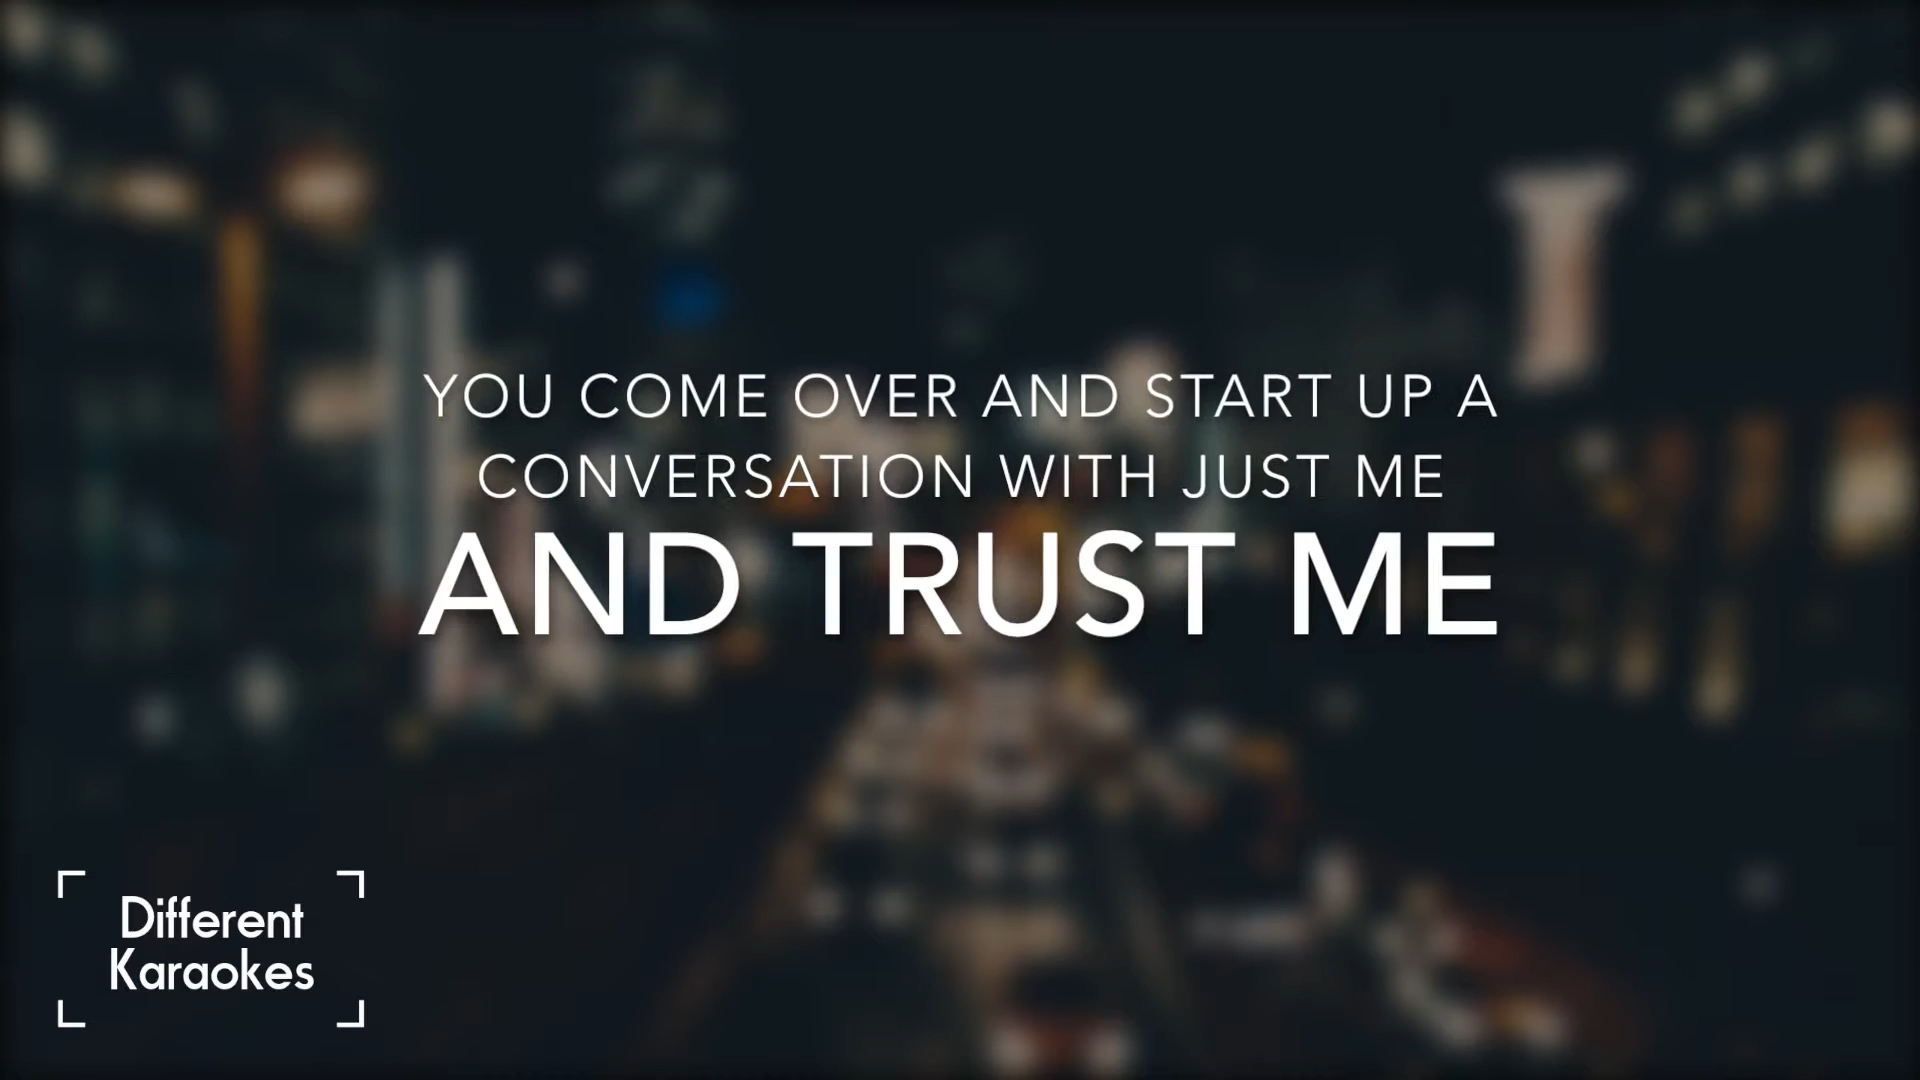 YOU COME OVER AND START UP A
CONVERSATION WITH JUST ME
AND TRUST ME
Different
Karaokes